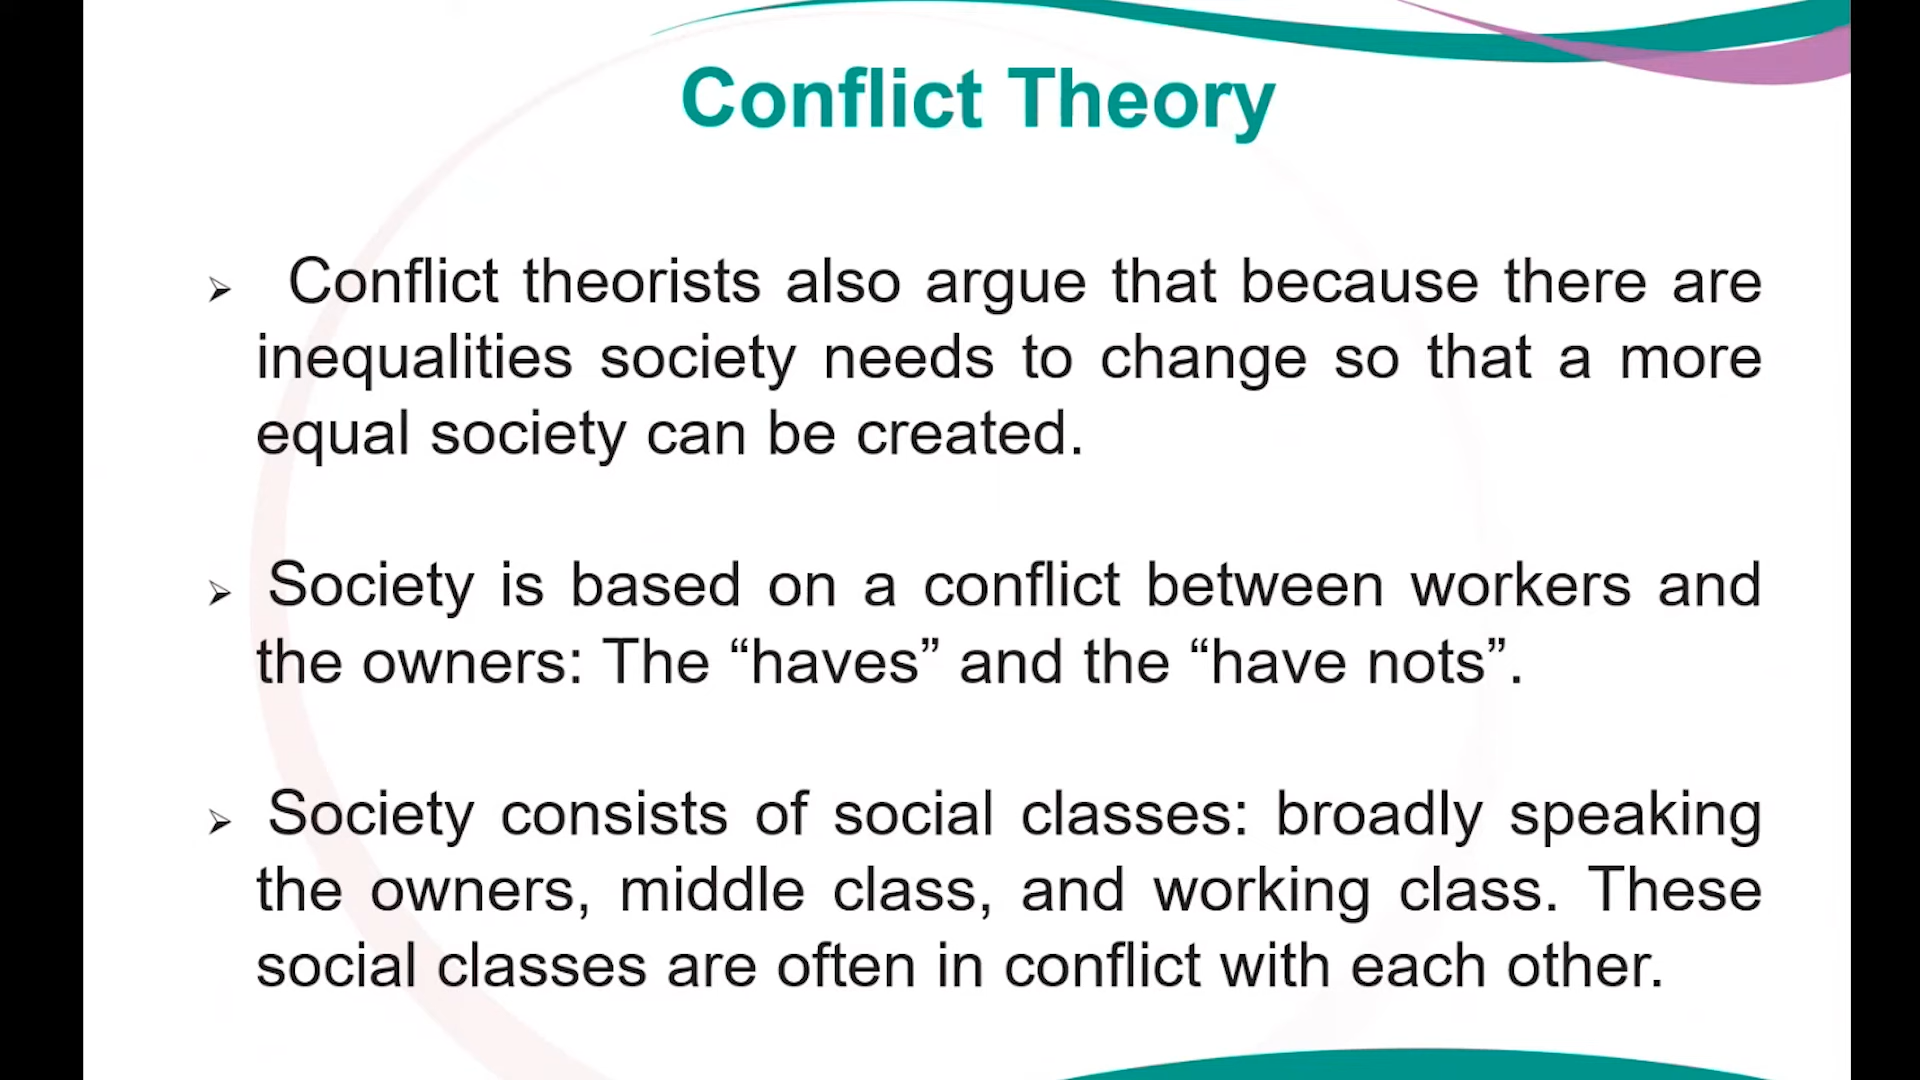 Conflict Theory
➢ Conflict theorists also argue that because there are
inequalities society needs to change so that a more
equal society can be created.
➢ Society is based on a conflict between workers and
the owners: The “haves” and the “have nots”.
➢ Society consists of social classes: broadly speaking
the owners, middle class, and working class. These
social classes are often in conflict with each other.